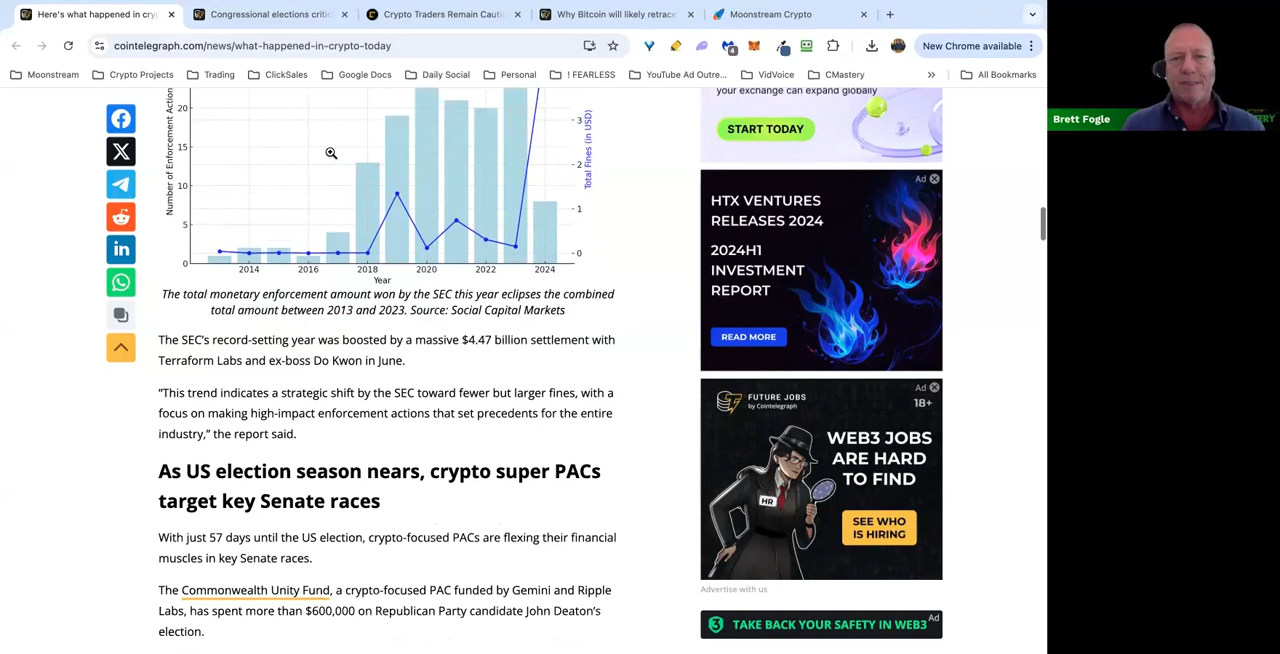 Here's what happened in cry
Congressional elections critic
Crypto Traders Remain Cauti
Why Bitcoin will likely retrace
Moonstream Crypto
cointelegraph.com/news/what-happened-in-crypto-today
4
New Chrome available
Moonstream
Crypto Projects
Trading
ClickSales
Google Docs
Daily Social
Personal
! FEARLESS
YouTube Ad Outre...
VidVoice
CMastery
»
All Bookmarks
Number of Enforcement Action
20
15
10
5
0
3
2
1
0
Total Fines (in USD)
2014
2016
2018
2020
2022
2024
Year
The total monetary enforcement amount won by the SEC this year eclipses the combined
total amount between 2013 and 2023. Source: Social Capital Markets
The SEC's record-setting year was boosted by a massive $4.47 billion settlement with
Terraform Labs and ex-boss Do Kwon in June.
"This trend indicates a strategic shift by the SEC toward fewer but larger fines, with a
focus on making high-impact enforcement actions that set precedents for the entire
industry," the report said.
As US election season nears, crypto super PACs
target key Senate races
With just 57 days until the US election, crypto-focused PACs are flexing their financial
muscles in key Senate races.
The Commonwealth Unity Fund, a crypto-focused PAC funded by Gemini and Ripple
Labs, has spent more than $600,000 on Republican Party candidate John Deaton's
election.
your exchange can expand globally
START TODAY
Ad
HTX VENTURES
RELEASES 2024
2024H1
INVESTMENT
REPORT
READ MORE
Ad
18+
FUTURE JOBS
by Cointelegraph
WEB3 JOBS
ARE HARD
TO FIND
HR
SEE WHO
IS HIRING
Advertise with us
TAKE BACK YOUR SAFETY IN WEB3
Ad
Brett Fogle